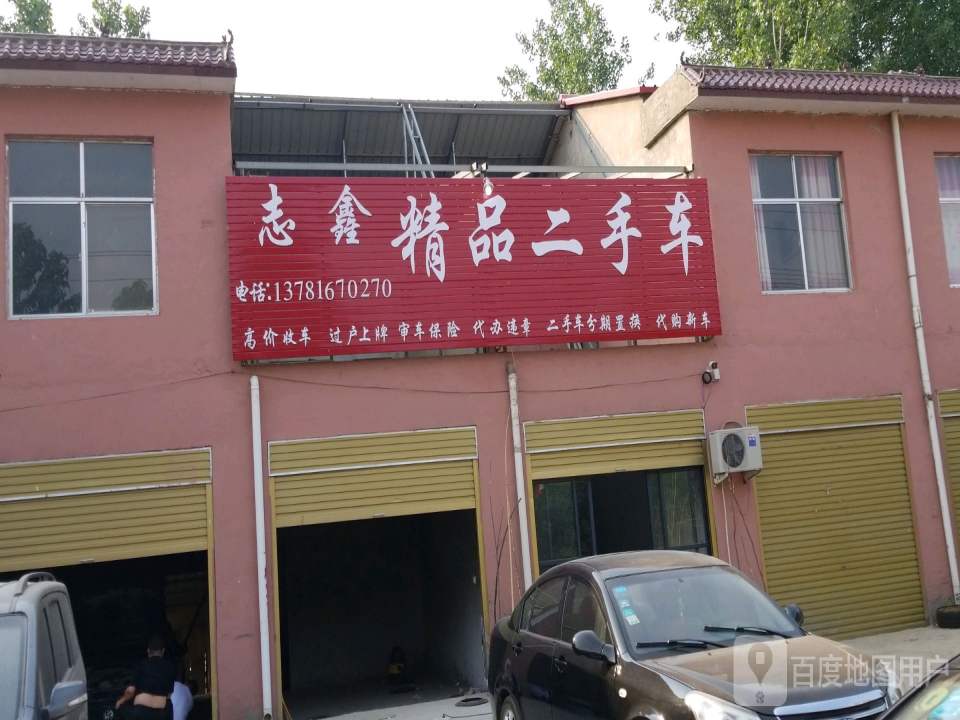 志鑫 精品二手车
电话:13781670270
高价收车 过户上牌 审车保险 代办违章 二手车分期置换 代购新车
百度地图用户